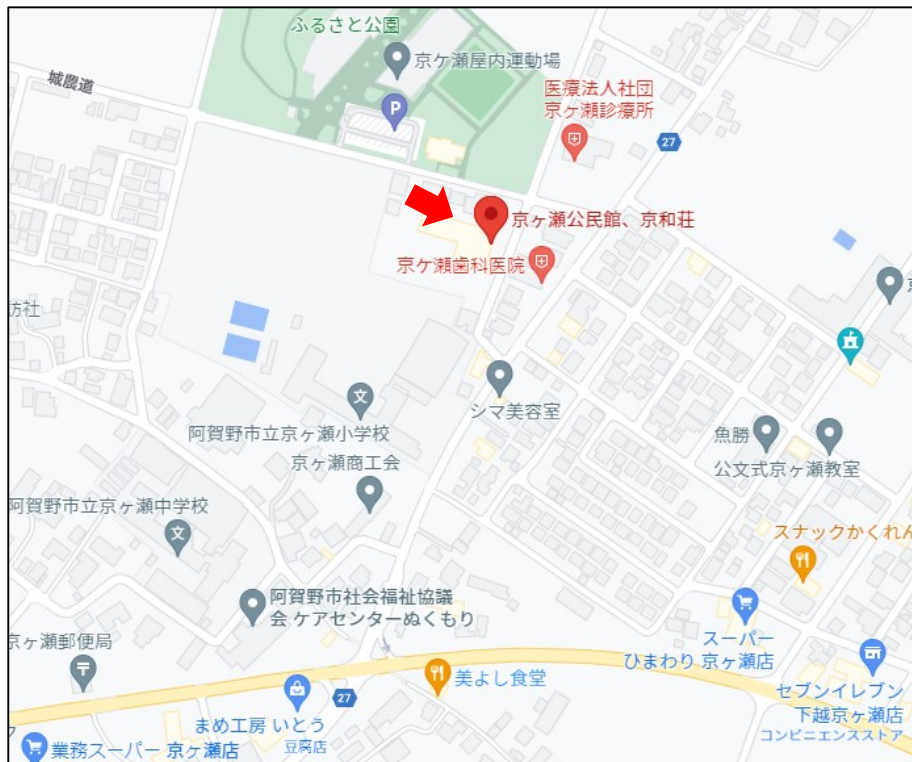 ふるさと公園
京ケ瀬屋内運動場
城農道
医療法人社団
京ヶ瀬診療所
P
27
京ヶ瀬公民館、京和荘
京ケ瀬歯科医院
訪社
シマ美容室
文
阿賀野市立京ヶ瀬小学校
魚勝
京ヶ瀬商工会
公文式京ヶ瀬教室
阿賀野市立京ヶ瀬中学校
文
スナックかくれん
阿賀野市社会福祉協議
会 ケアセンターぬくもり
京ヶ瀬郵便局
スーパー
ひまわり 京ヶ瀬店
美よし食堂
セブンイレブン
下越京ヶ瀬店
コンビニエンスストア
27
まめ工房 いとう
豆腐店
業務スーパー 京ヶ瀬店